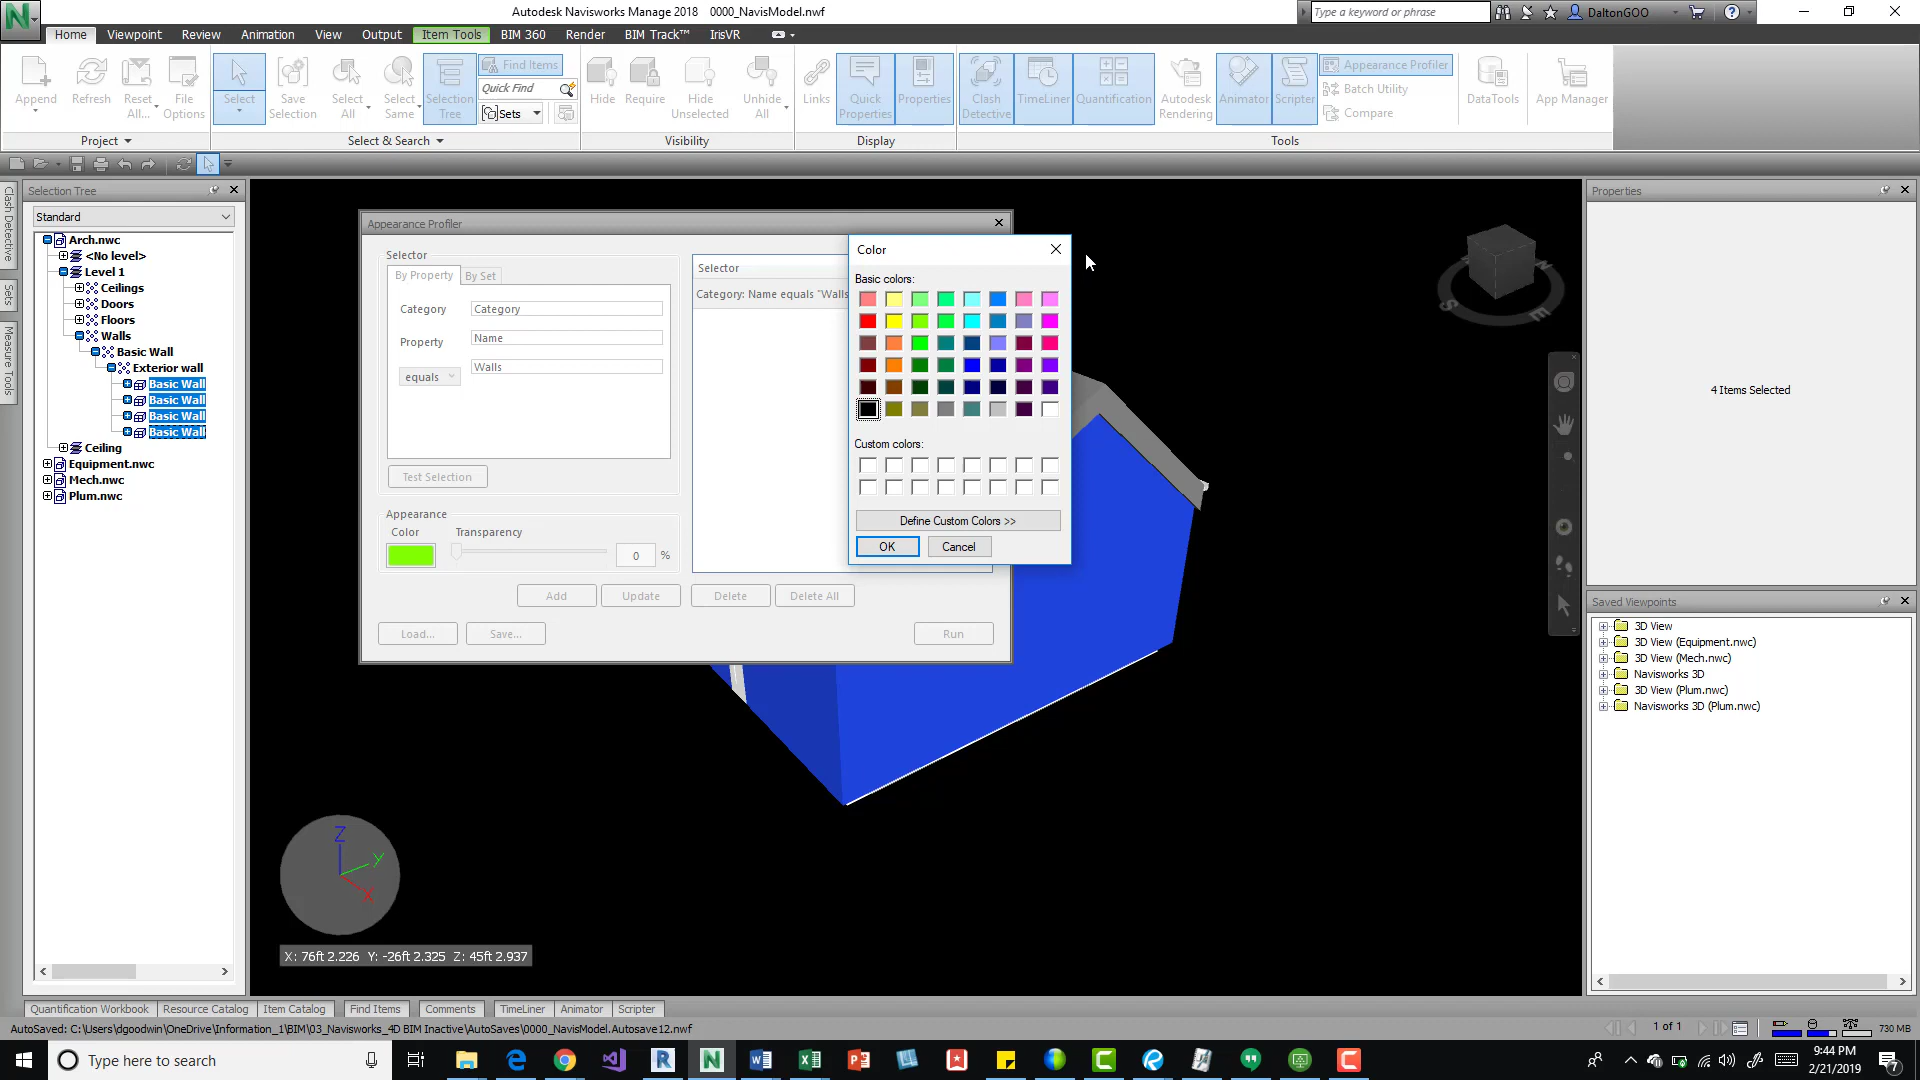 Autodesk Navisworks Manage 2018 0000_NavisModel.nwf
Type a keyword or phrase
DaltonGOO
Home Viewpoint Review Animation View Output Item Tools BIM 360 Render BIM Track™ IrisVR
Append
Refresh
Reset All...
File Options
Project
Select
Save Selection
Select All
Select Same
Selection Tree
Find Items
Quick Find
Sets
Select & Search
Hide
Require
Hide Unselected
Unhide All
Visibility
Links
Quick Properties
Properties
Display
Clash Detective
TimeLiner
Quantification
Autodesk Rendering
Animator
Scripter
Appearance Profiler
Batch Utility
Compare
Tools
DataTools
App Manager
Clash Detective
Sets
Measure Tools
Selection Tree
Standard
Arch.nwc
<No level>
Level 1
Ceilings
Doors
Floors
Walls
Basic Wall
Exterior wall
Basic Wall
Basic Wall
Basic Wall
Basic Wall
Ceiling
Equipment.nwc
Mech.nwc
Plum.nwc
Appearance Profiler
Selector
By Property By Set
Category Category
Property Name
equals Walls
Test Selection
Appearance
Color Transparency
0 %
Add Update Delete Delete All
Load... Save... Run
Selector
Category: Name equals "Walls
Color
Basic colors:
Custom colors:
Define Custom Colors >>
OK Cancel
S
E
Z
Y
X
X: 76ft 2.226 Y: -26ft 2.325 Z: 45ft 2.937
Properties
4 Items Selected
Saved Viewpoints
3D View
3D View (Equipment.nwc)
3D View (Mech.nwc)
Navisworks 3D
3D View (Plum.nwc)
Navisworks 3D (Plum.nwc)
Quantification Workbook Resource Catalog Item Catalog Find Items Comments TimeLiner Animator Scripter
AutoSaved: C:\Users\dgoodwin\OneDrive\Information_1\BIM\03_Navisworks_4D BIM Inactive\AutoSaves\0000_NavisModel.Autosave12.nwf
1 of 1
730 MB
Type here to search
9:44 PM
2/21/2019
7